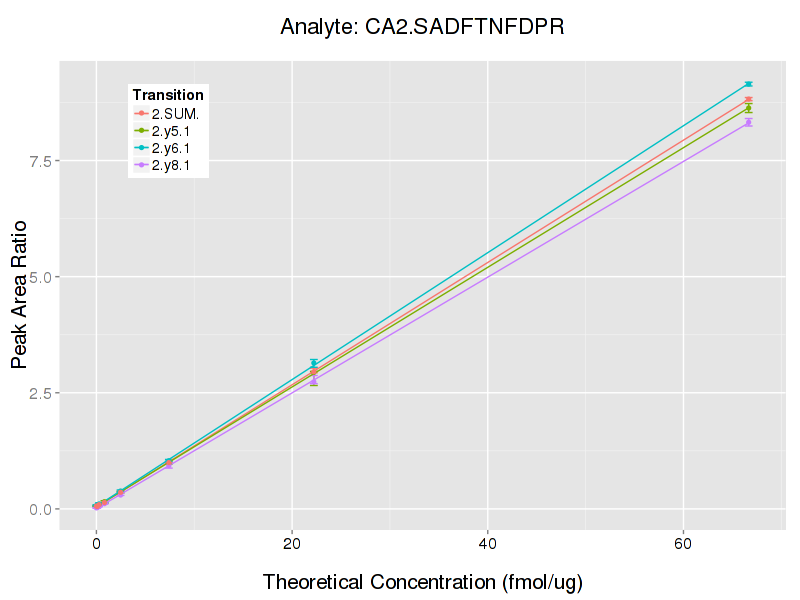 Analyte: CA2.SADFTNFDPR
Transition
2.SUM.
2.y5.1
2.y6.1
2.y8.1
Peak Area Ratio
7.5
5.0
2.5
0.0
0 20 40 60
Theoretical Concentration (fmol/ug)